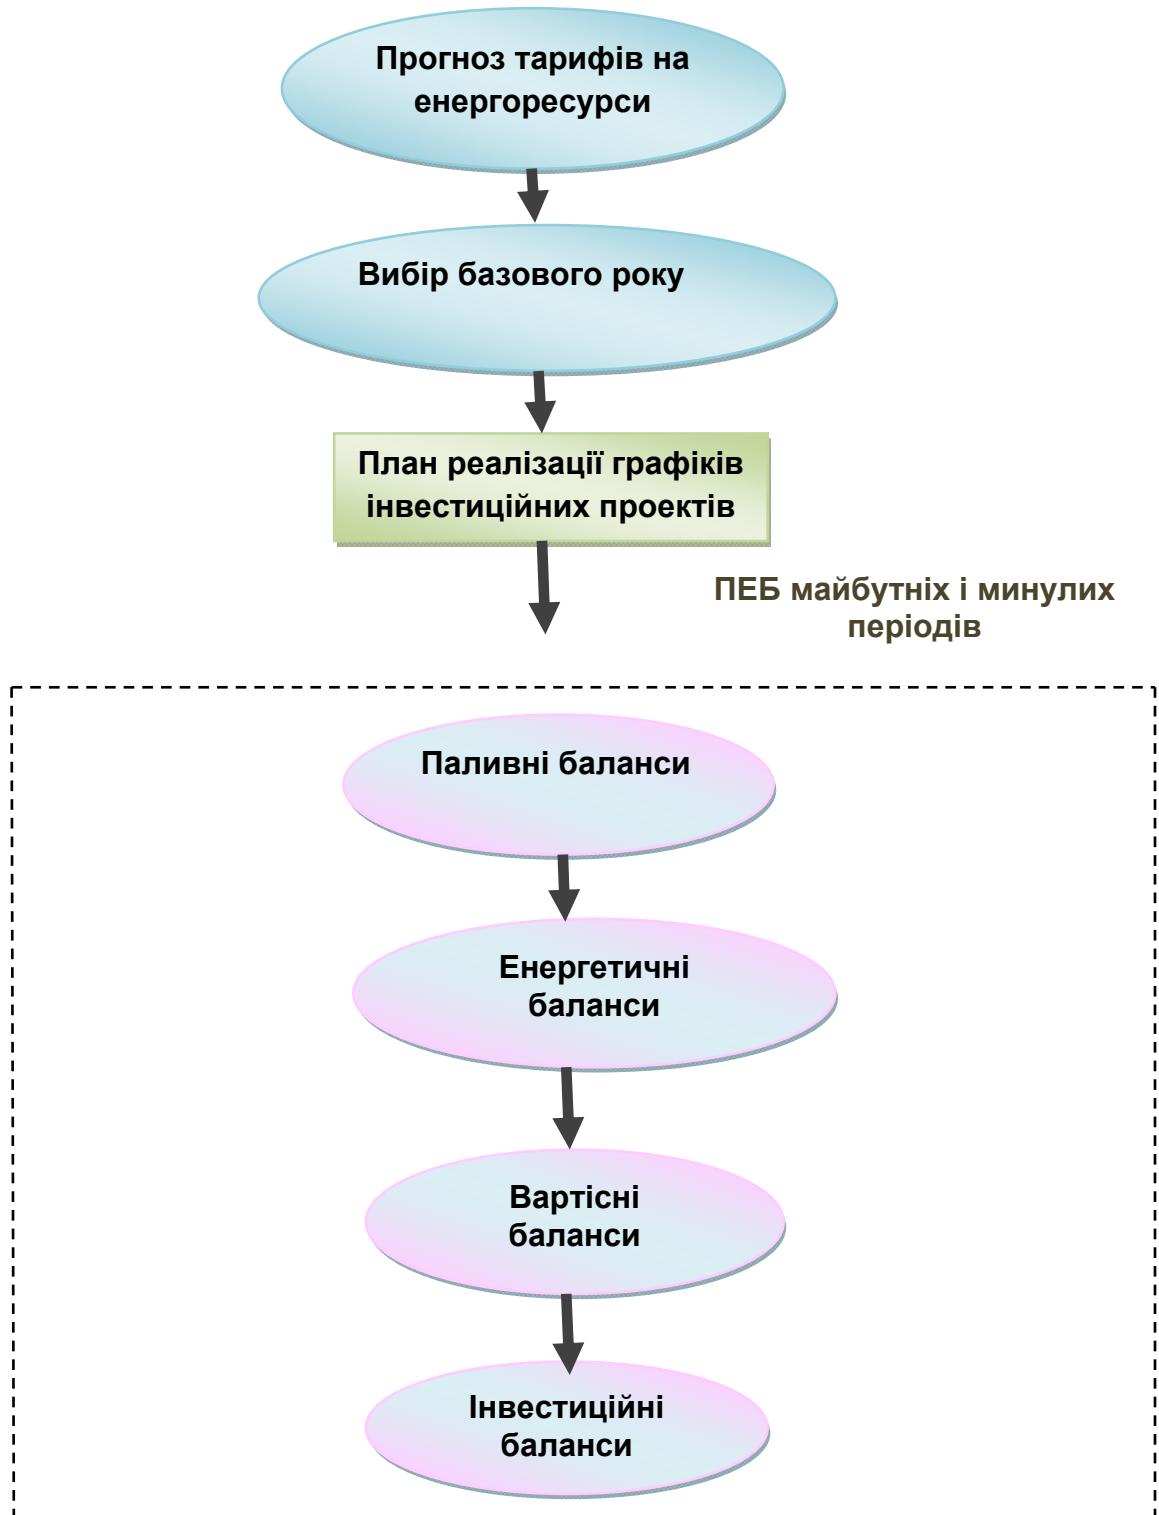 Прогноз тарифів на
енергоресурси
Вибір базового року
План реалізації графіків
інвестиційних проектів
ПЕБ майбутніх і минулих
періодів
Паливні баланси
Енергетичні
баланси
Вартісні
баланси
Інвестиційні
баланси